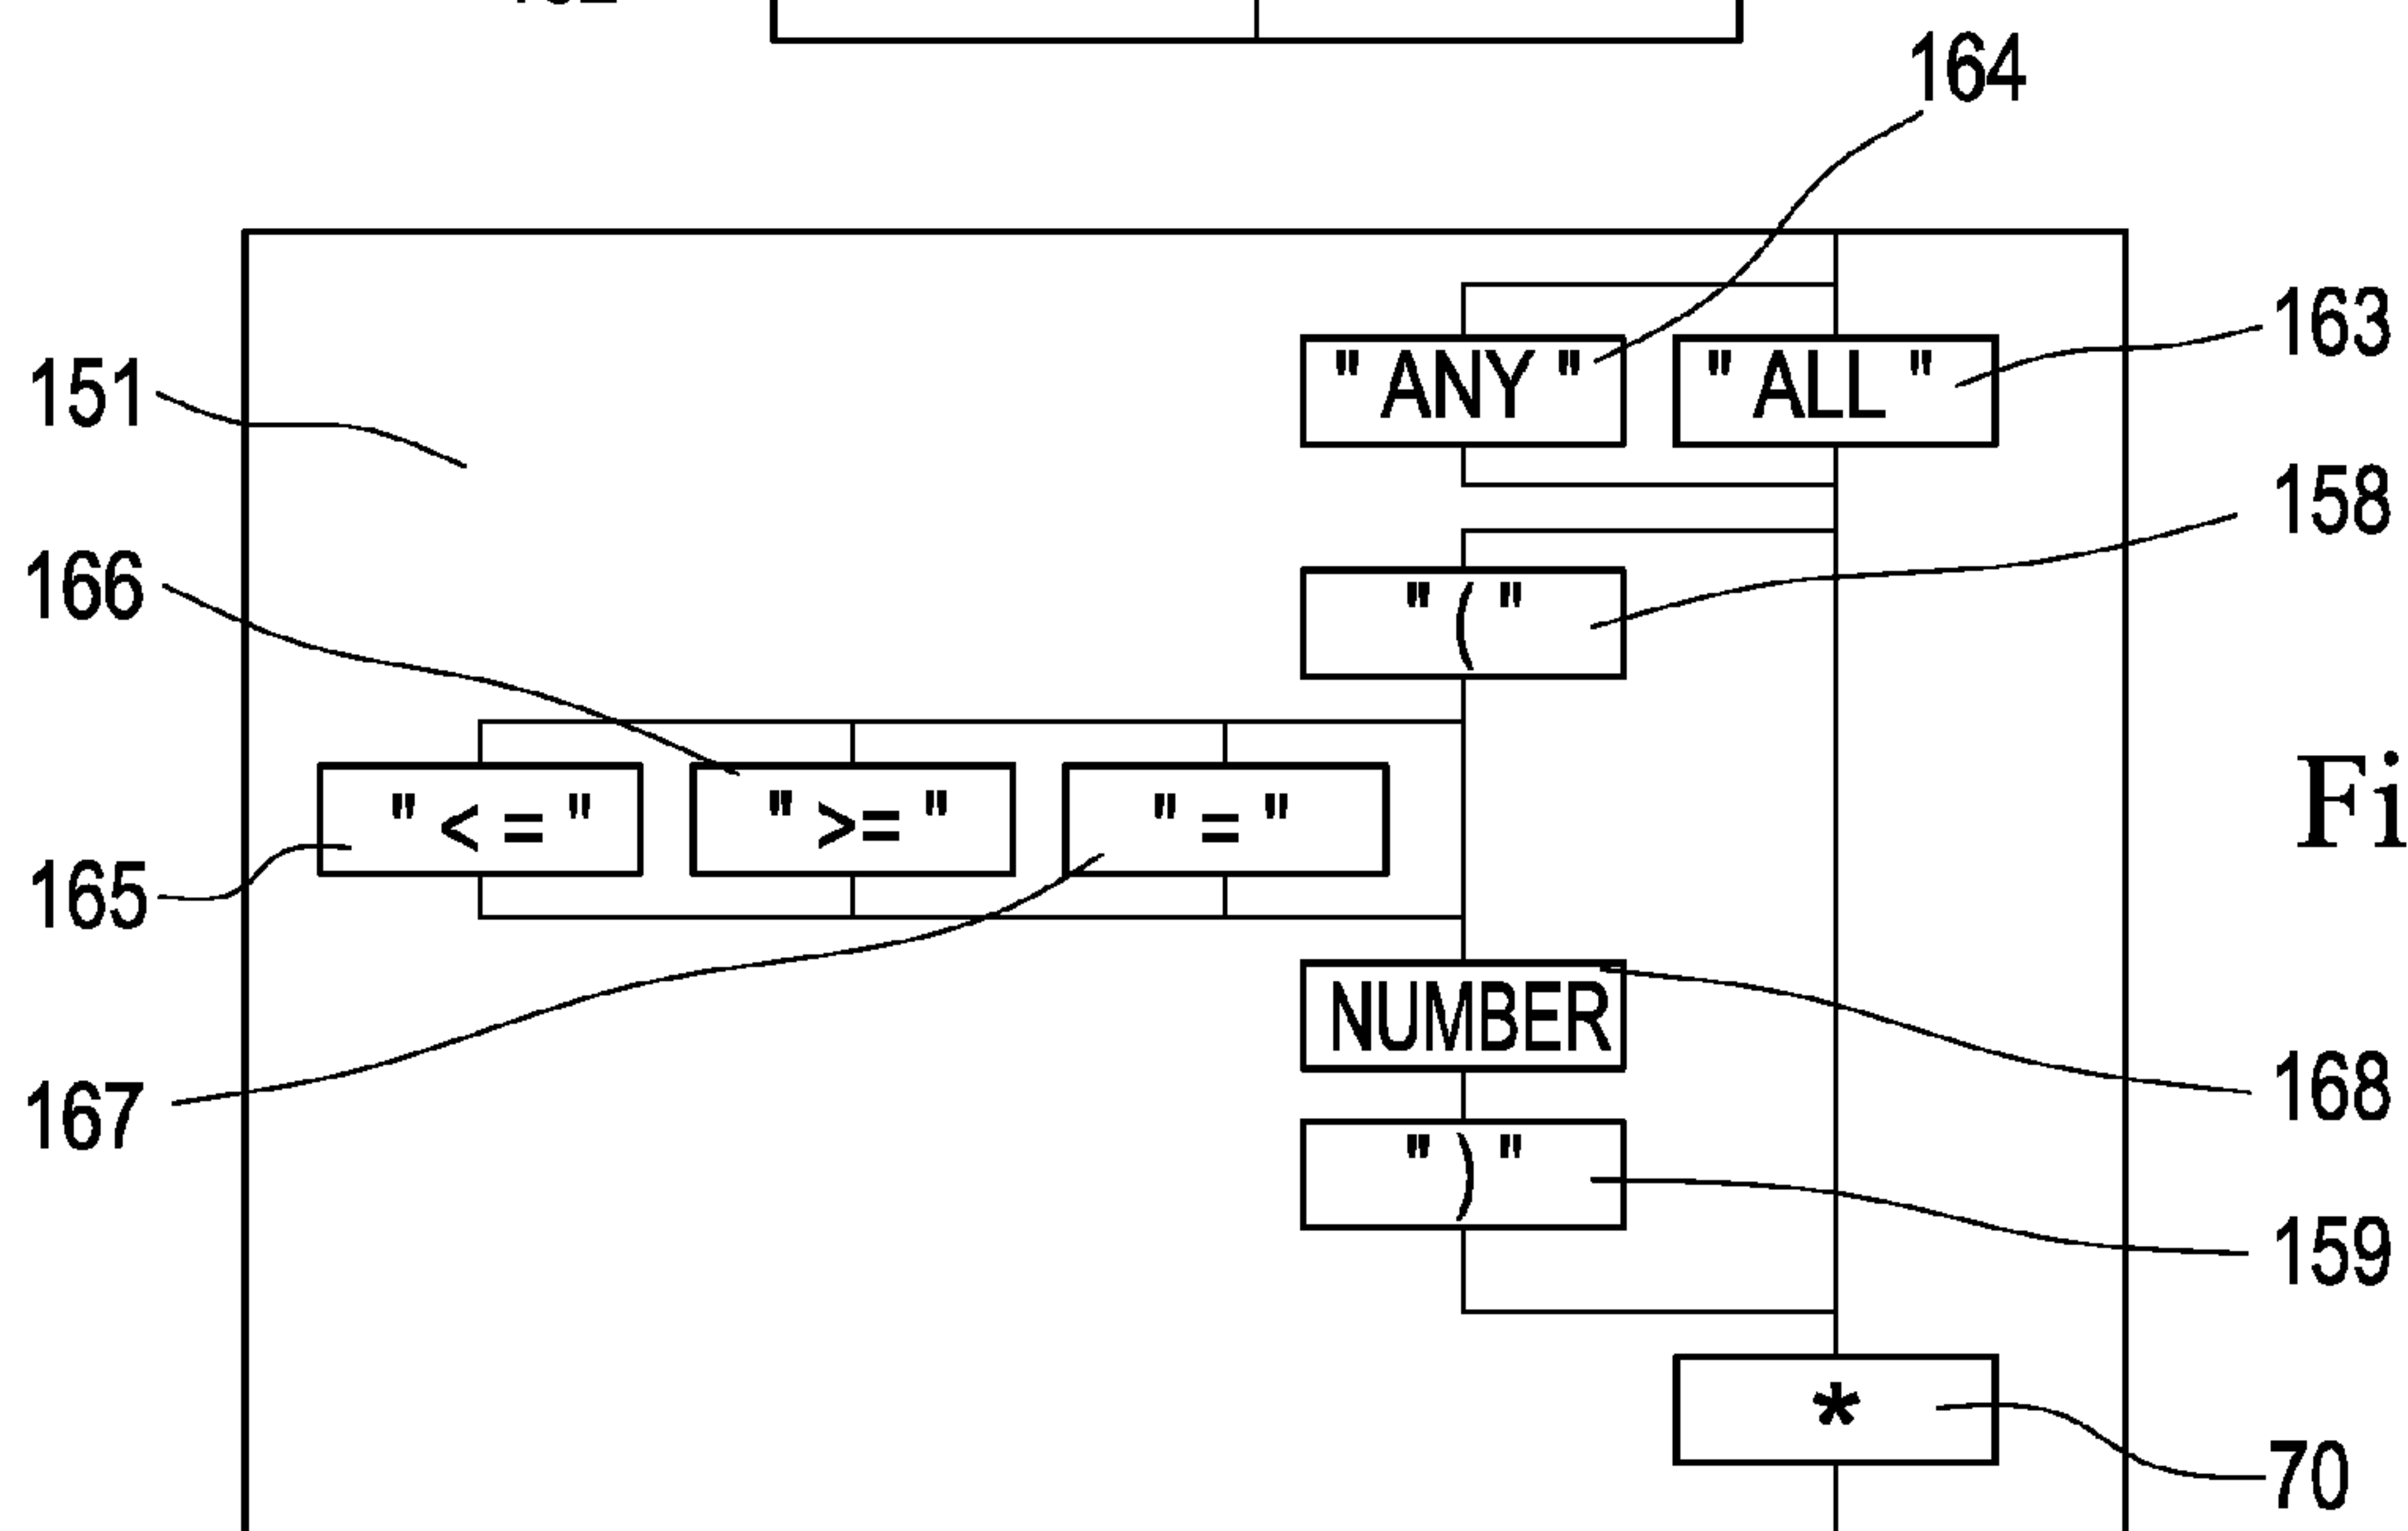 164
" ANY " " ALL " 163
151
158
" ( "
166
" < = " " >= " " = "
Fi
165
NUMBER
167
168
" ) "
159
*
70